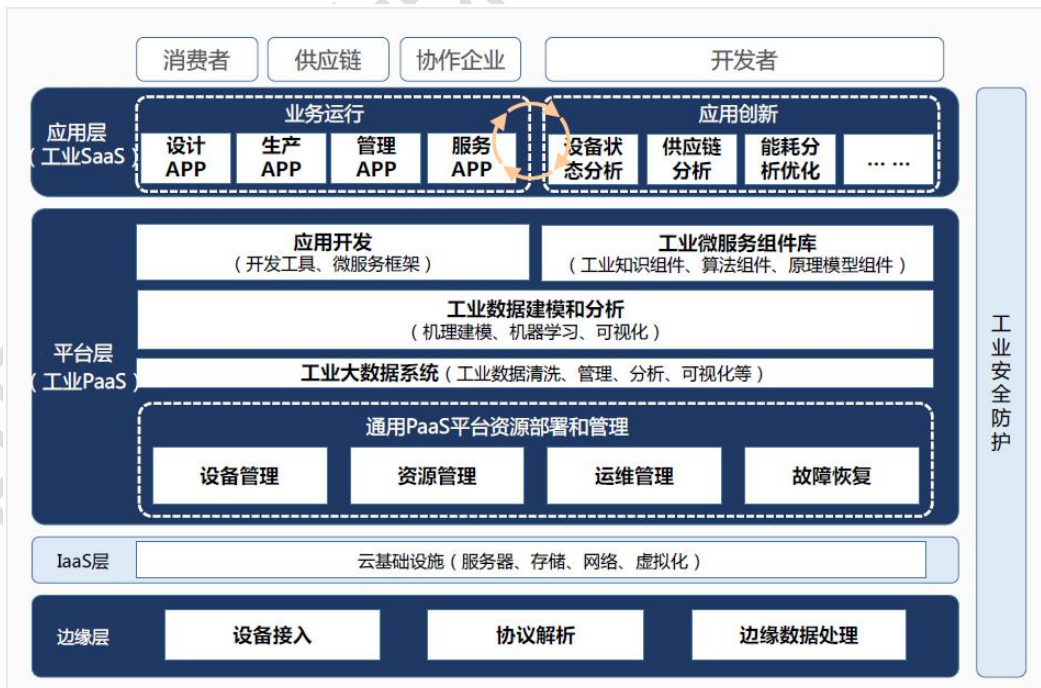 消费者
供应链
协作企业
开发者
应用层
（工业SaaS）
业务运行
设计
APP
生产
APP
管理
APP
服务
APP
应用创新
设备状
态分析
供应链
分析
能耗分
析优化
... ...
平台层
（工业PaaS）
应用开发
（开发工具、微服务框架）
工业微服务组件库
（工业知识组件、算法组件、原理模型组件）
工业数据建模和分析
（机理建模、机器学习、可视化）
工业大数据系统（工业数据清洗、管理、分析、可视化等）
通用PaaS平台资源部署和管理
设备管理
资源管理
运维管理
故障恢复
IaaS层
云基础设施（服务器、存储、网络、虚拟化）
边缘层
设备接入
协议解析
边缘数据处理
工业安全防护